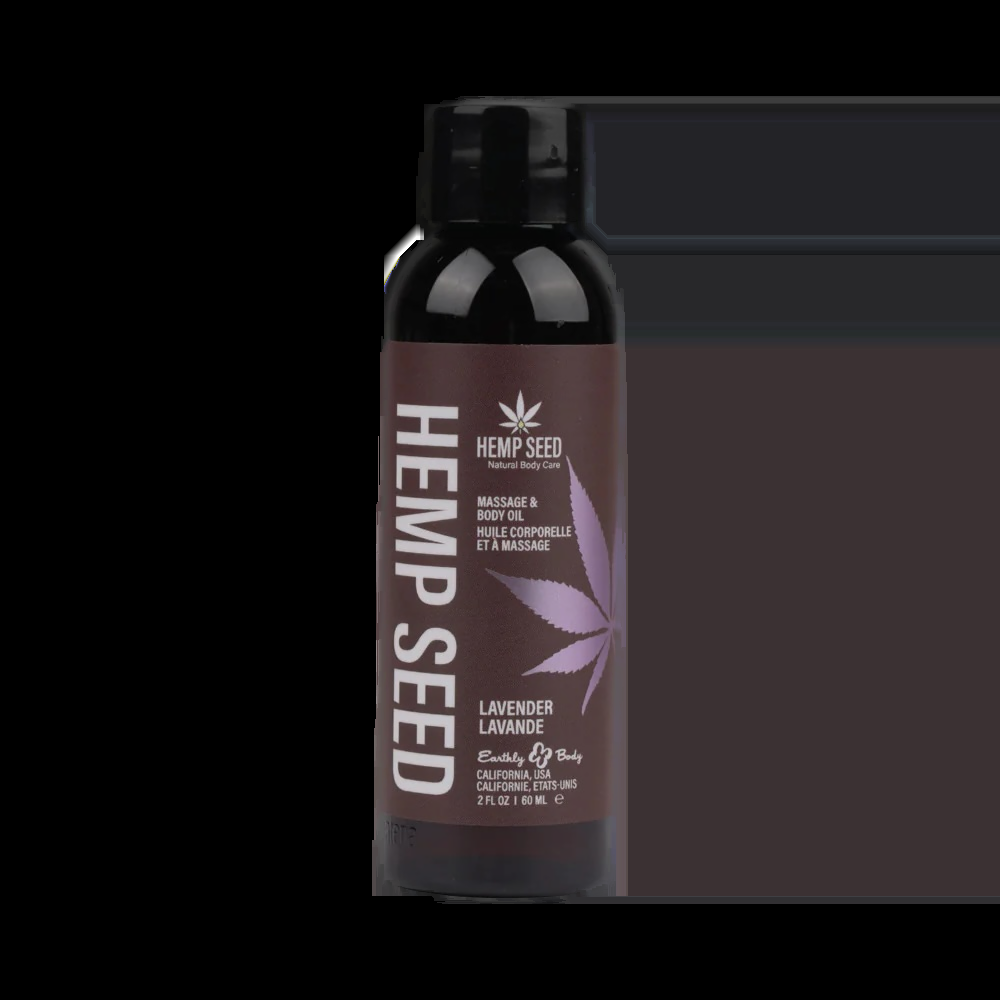 HEMP SEED
HEMP SEED
Natural Body Care
MASSAGE &
BODY OIL
HUILE CORPORELLE
ET À MASSAGE
LAVENDER
LAVANDE
Earthly Body
CALIFORNIA, USA
CALIFORNIE, ETATS-UNIS
2 FL OZ | 60 ML ℮